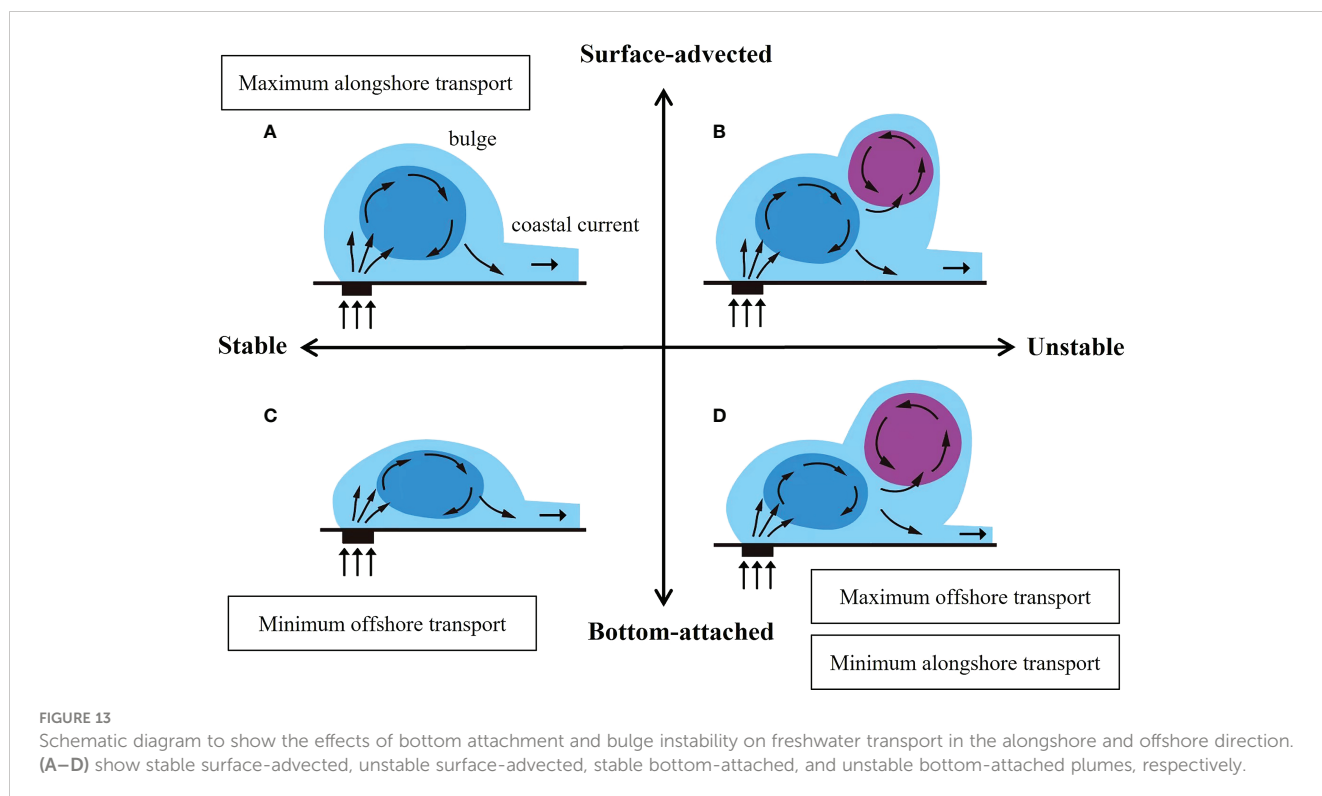 Surface-advected
Maximum alongshore transport
A
bulge
coastal current
B
Stable
Unstable
C
D
Minimum offshore transport
Bottom-attached
Maximum offshore transport
Minimum alongshore transport
FIGURE 13
Schematic diagram to show the effects of bottom attachment and bulge instability on freshwater transport in the alongshore and offshore direction.
(A–D) show stable surface-advected, unstable surface-advected, stable bottom-attached, and unstable bottom-attached plumes, respectively.